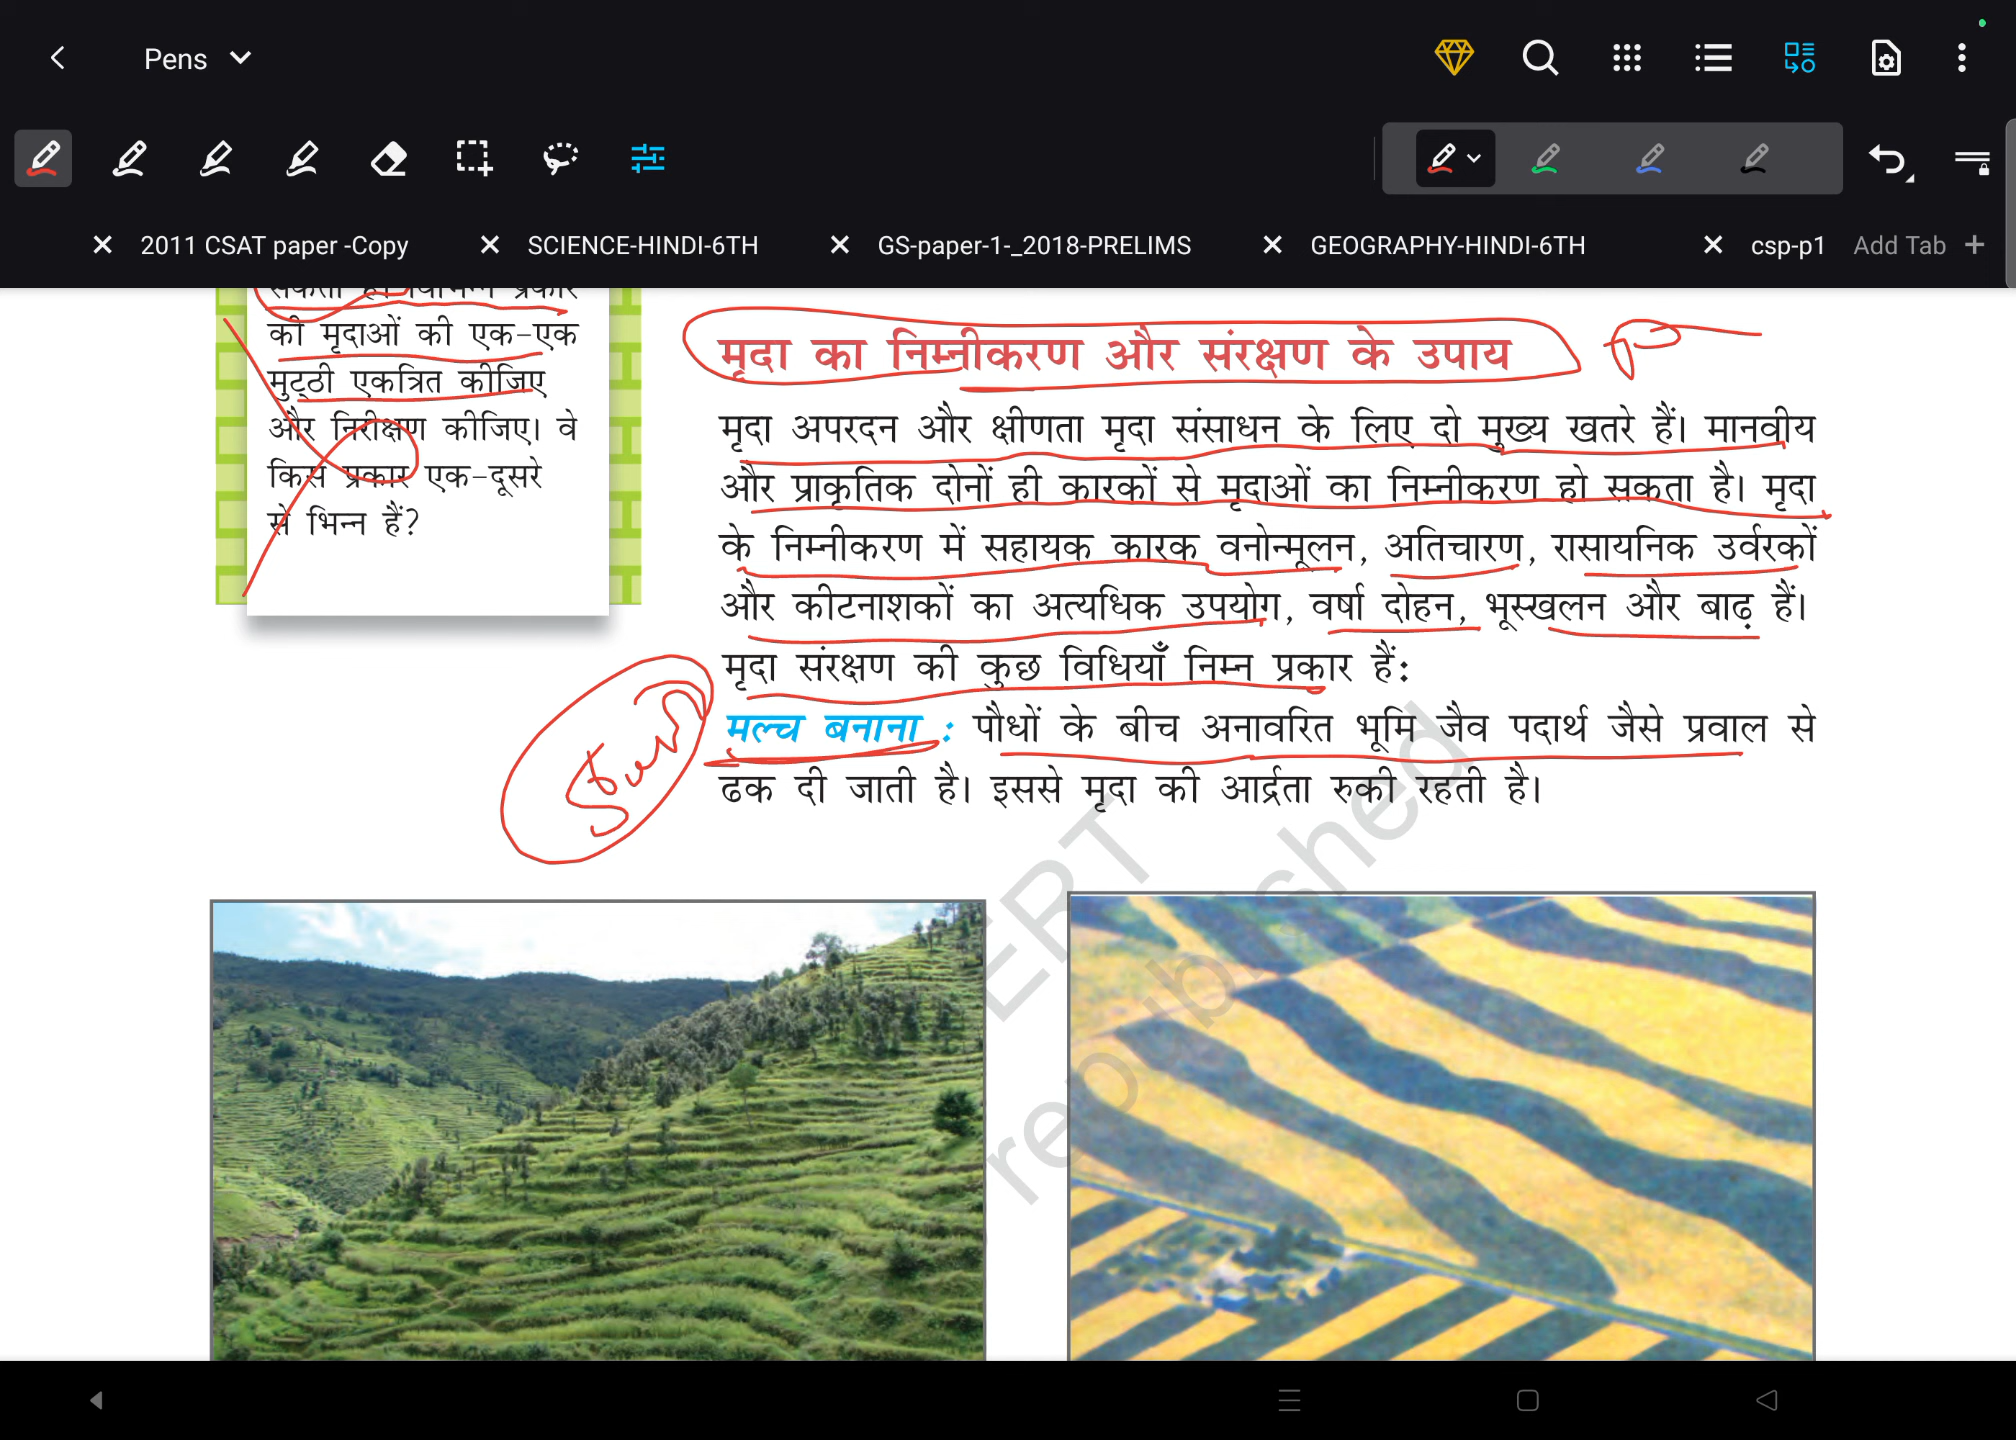 Pens
2011 CSAT paper -Copy
SCIENCE-HINDI-6TH
GS-paper-1-_2018-PRELIMS
GEOGRAPHY-HINDI-6TH
csp-p1
Add Tab
की मृदाओं की एक-एक
मुट्ठी एकत्रित कीजिए
और निरीक्षण कीजिए। वे
किस प्रकार एक-दूसरे
से भिन्न हैं?
मृदा का निम्नीकरण और संरक्षण के उपाय
मृदा अपरदन और क्षीणता मृदा संसाधन के लिए दो मुख्य खतरे हैं। मानवीय
और प्राकृतिक दोनों ही कारकों से मृदाओं का निम्नीकरण हो सकता है। मृदा
के निम्नीकरण में सहायक कारक वनोन्मूलन, अतिचारण, रासायनिक उर्वरकों
और कीटनाशकों का अत्यधिक उपयोग, वर्षा दोहन, भूस्खलन और बाढ़ हैं।
मृदा संरक्षण की कुछ विधियाँ निम्न प्रकार हैं:
मल्च बनाना : पौधों के बीच अनावरित भूमि जैव पदार्थ जैसे प्रवाल से
ढक दी जाती है। इससे मृदा की आर्द्रता रुकी रहती है।
republished